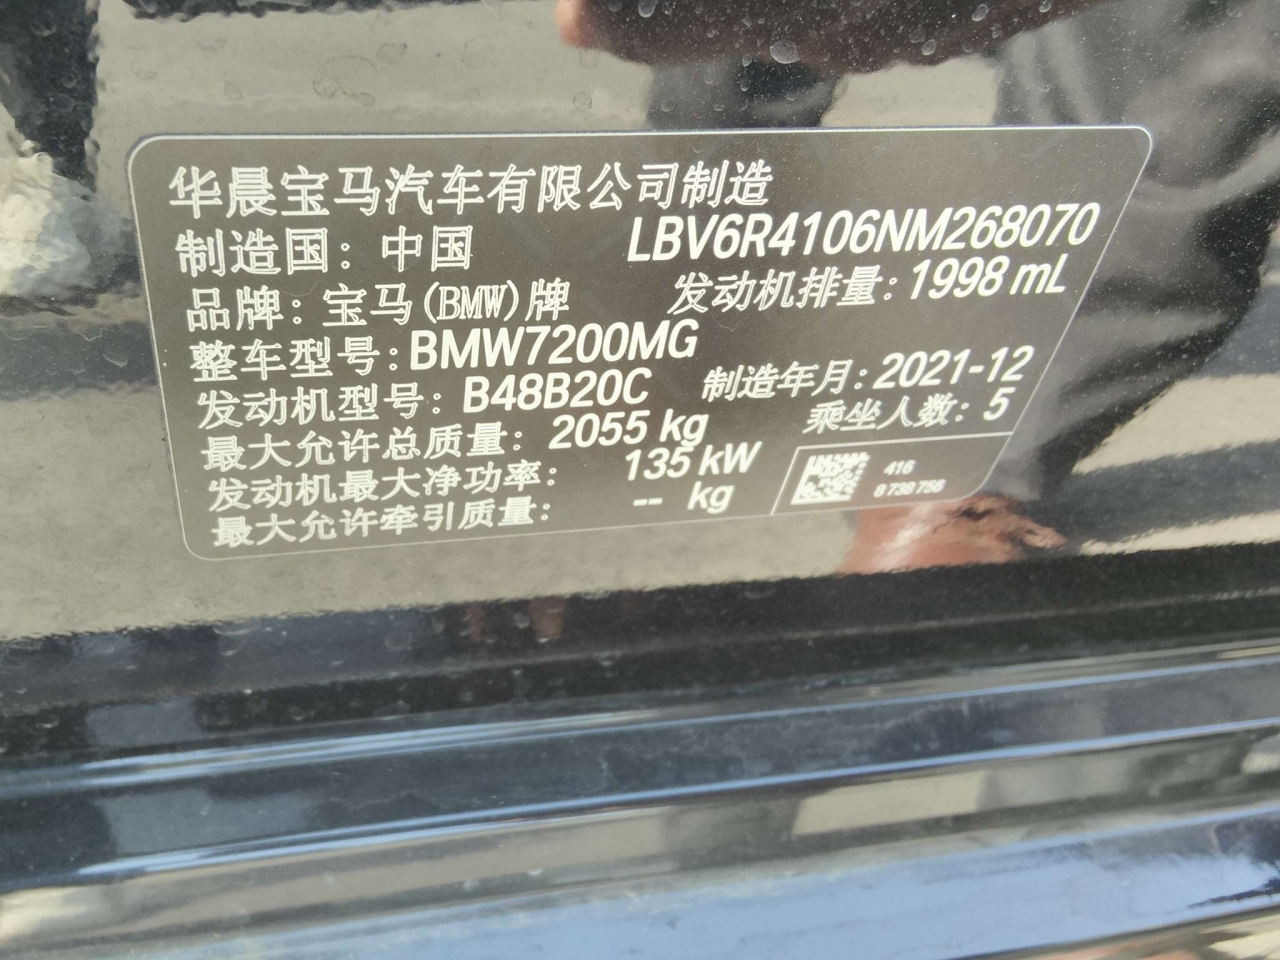 华晨宝马汽车有限公司制造
制造国：中国 LBV6R4106NM268070
品牌：宝马(BMW)牌 发动机排量：1998 mL
整车型号：BMW7200MG
发动机型号：B48B20C 制造年月：2021-12
最大允许总质量：2055 kg 乘坐人数：5
发动机最大净功率：135 kW
最大允许牵引质量：-- kg
416
8 738 756